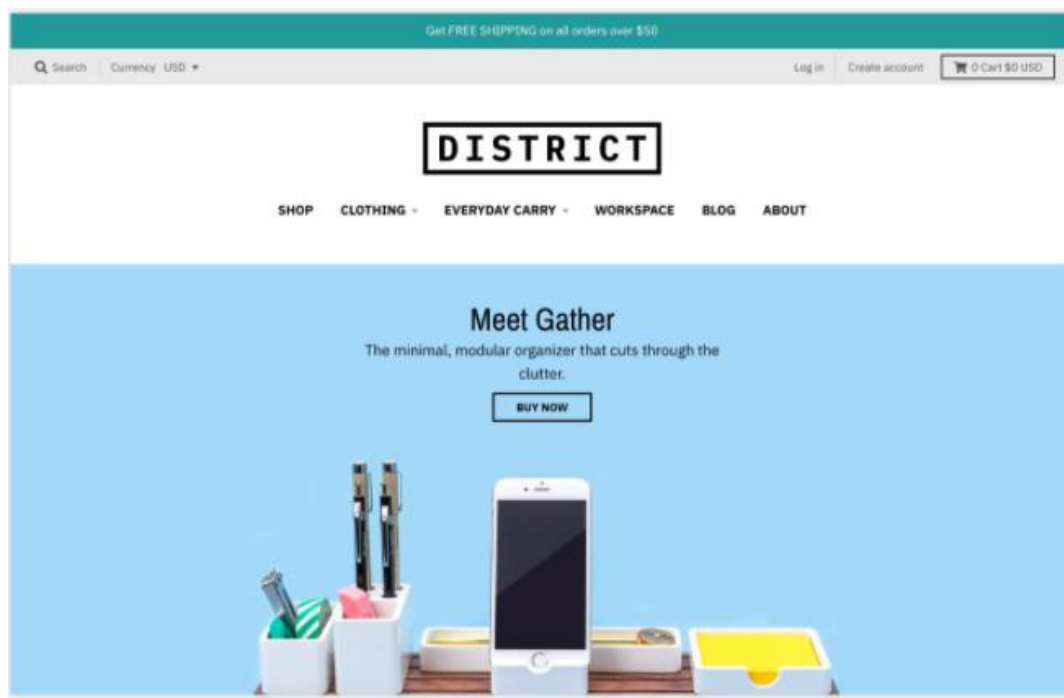 Get FREE SHIPPING on all orders over $50
Search Currency USD Log in Create account 0 Cart $0 USD
DISTRICT
SHOP CLOTHING EVERYDAY CARRY WORKSPACE BLOG ABOUT
Meet Gather
The minimal, modular organizer that cuts through the
clutter.
BUY NOW